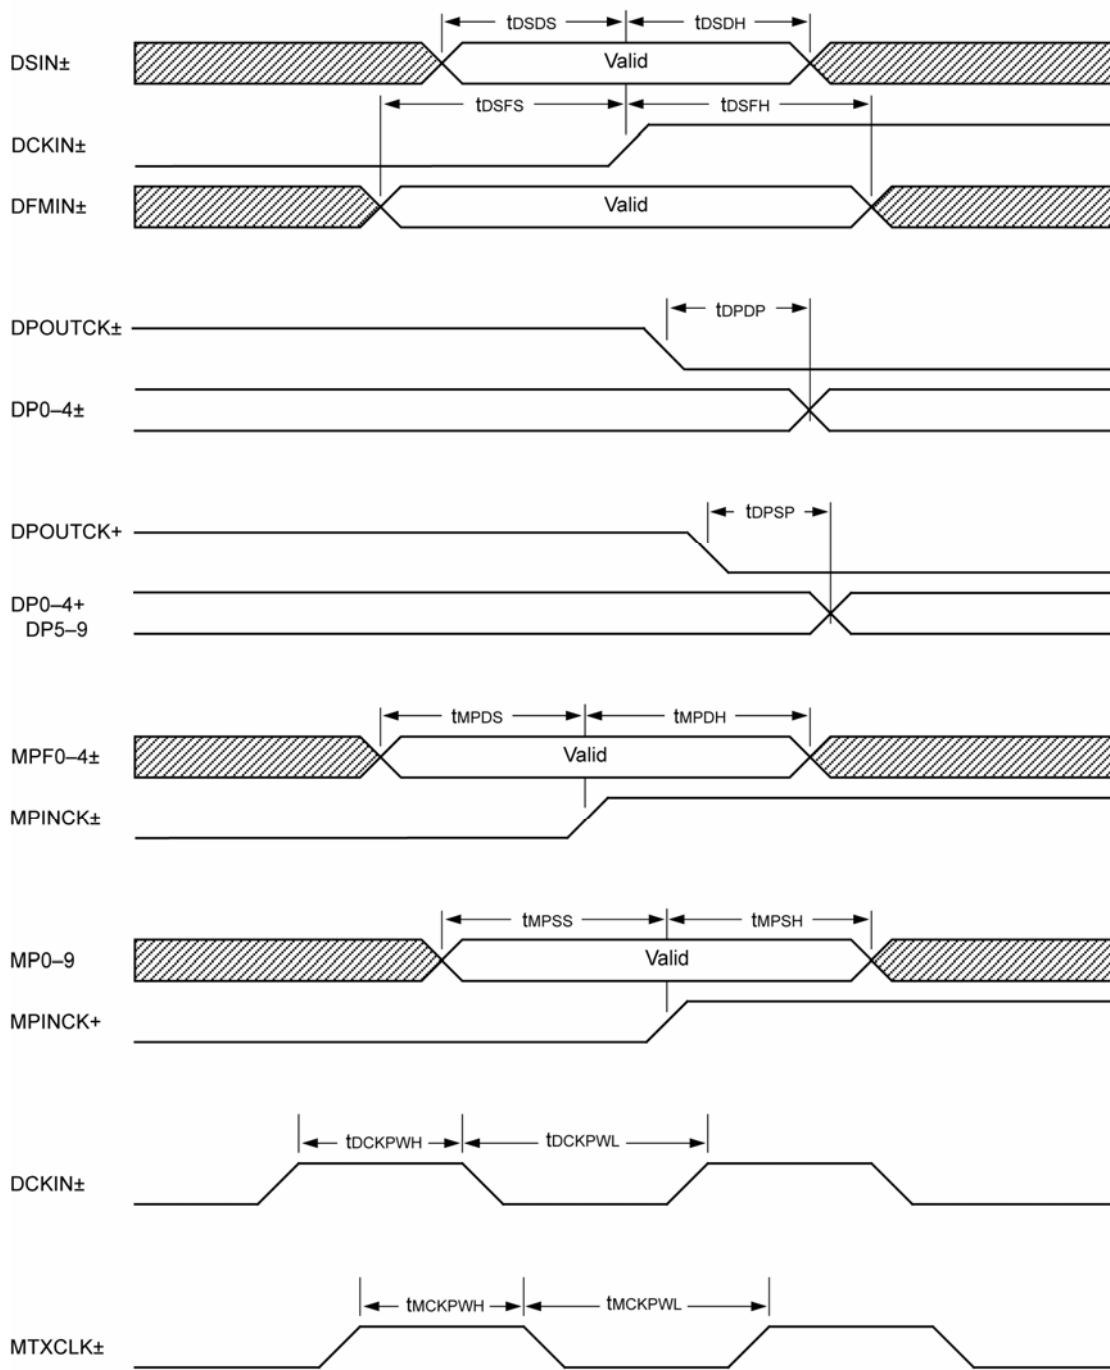 tDSDS tDSDH
DSIN± Valid
tDSFS tDSFH
DCKIN±
DFMIN± Valid
tDPDP
DPOUTCK±
DP0–4±
tDPSP
DPOUTCK+
DP0–4+
DP5–9
tMPDS tMPDH
MPF0–4± Valid
MPINCK±
tMPSS tMPSH
MP0–9 Valid
MPINCK+
tDCKPWH tDCKPWL
DCKIN±
tMCKPWH tMCKPWL
MTXCLK±